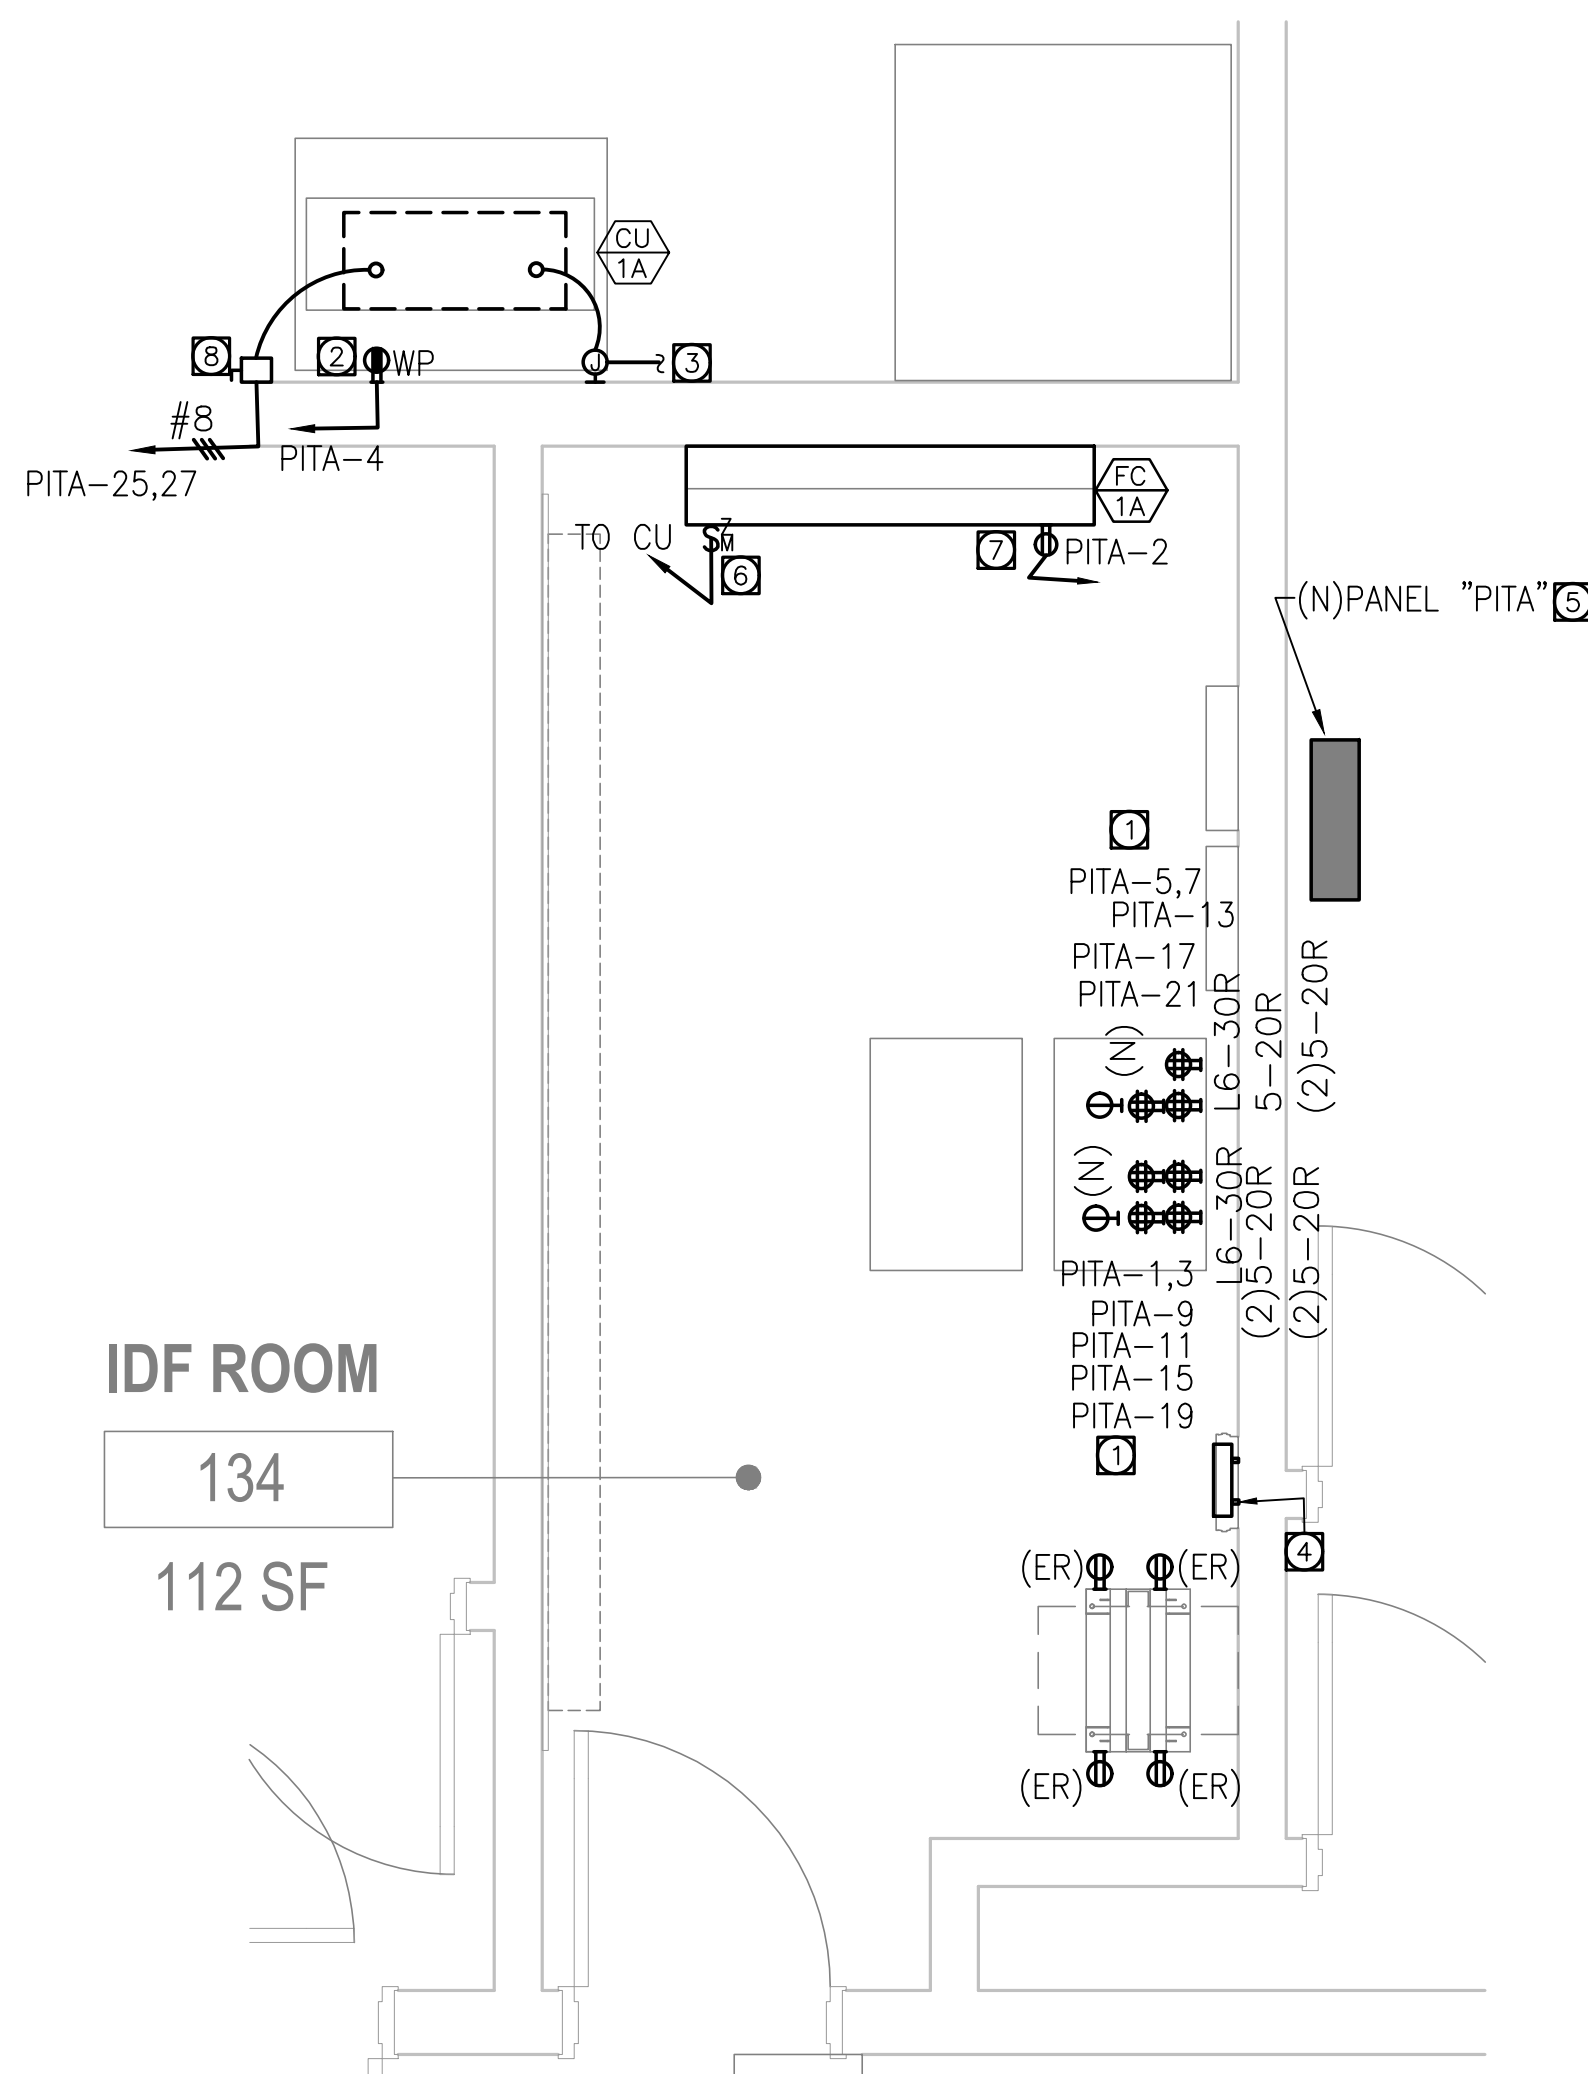 CU
1A
8
2
WP
J
3
#8
PITA-4
PITA-25,27
FC
1A
TO CU
S
7
M
6
7
PITA-2
(N)PANEL "PITA"
5
1
PITA-5,7
PITA-13
PITA-17
PITA-21
(N)
L6-30R
5-20R
(2)5-20R
(N)
L6-30R
(2)5-20R
(2)5-20R
PITA-1,3
PITA-9
PITA-11
PITA-15
PITA-19
1
IDF ROOM
134
112 SF
4
(ER)
(ER)
(ER)
(ER)